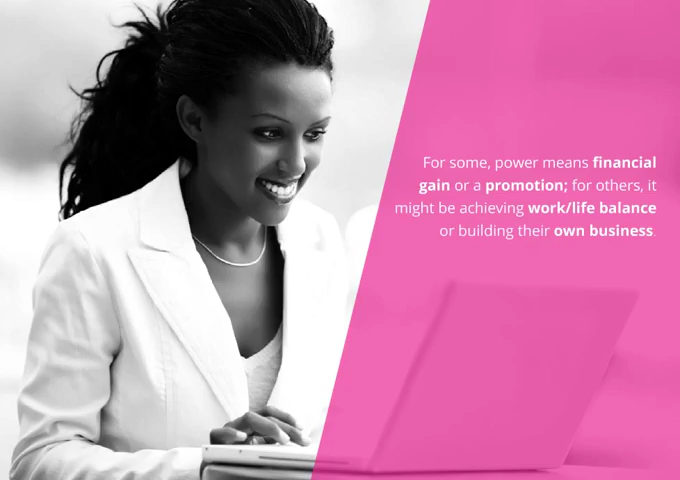 For some, power means financial
gain or a promotion; for others, it
might be achieving work/life balance
or building their own business.